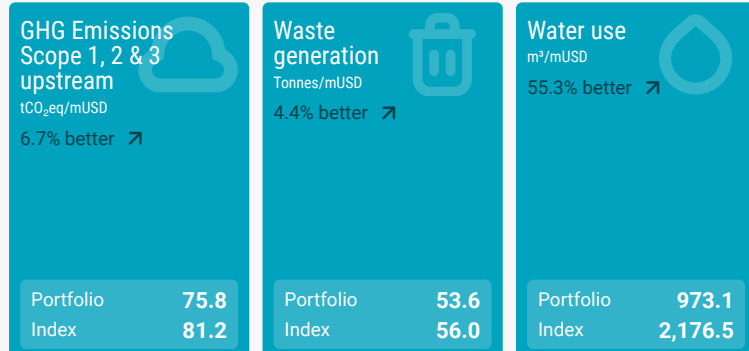 GHG Emissions
Scope 1, 2 & 3
upstream
tCO₂eq/mUSD
6.7% better
Portfolio 75.8
Index 81.2
Waste
generation
Tonnes/mUSD
4.4% better
Portfolio 53.6
Index 56.0
Water use
m³/mUSD
55.3% better
Portfolio 973.1
Index 2,176.5